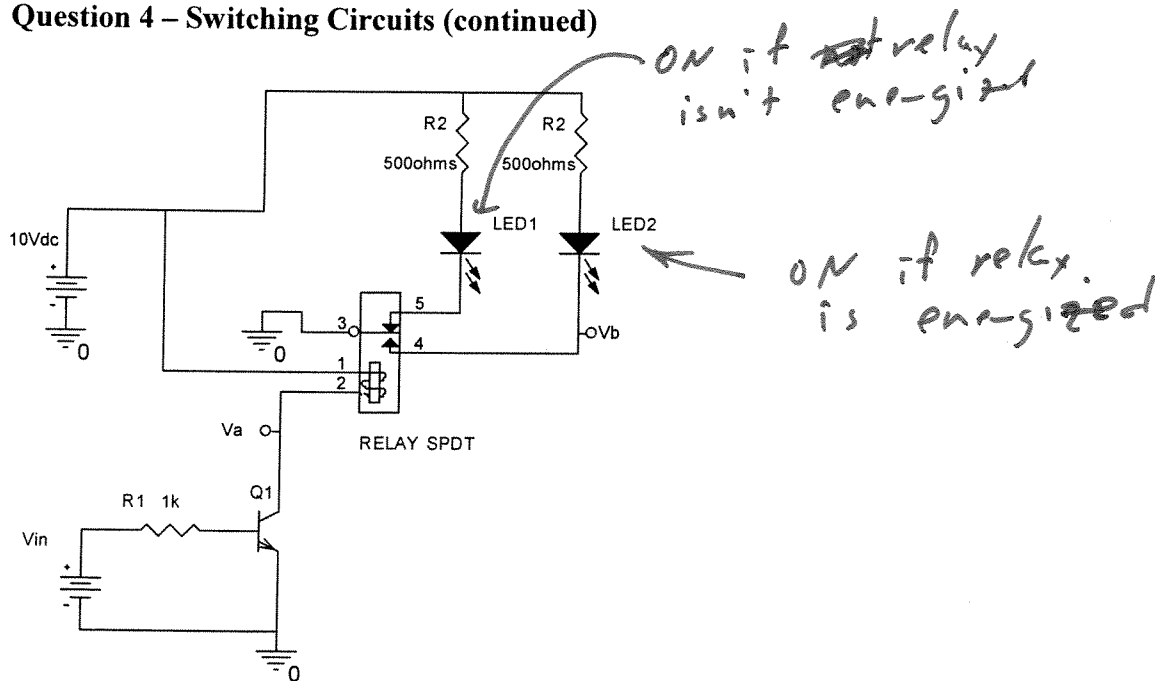 Question 4 – Switching Circuits (continued)
ON if relay
isn't energized
R2
R2
500ohms
500ohms
LED1
LED2
10Vdc
+
-
0
ON if relay.
is energized
5
3
0
4
Vb
1
2
Va
RELAY SPDT
Q1
R1 1k
Vin
+
-
0